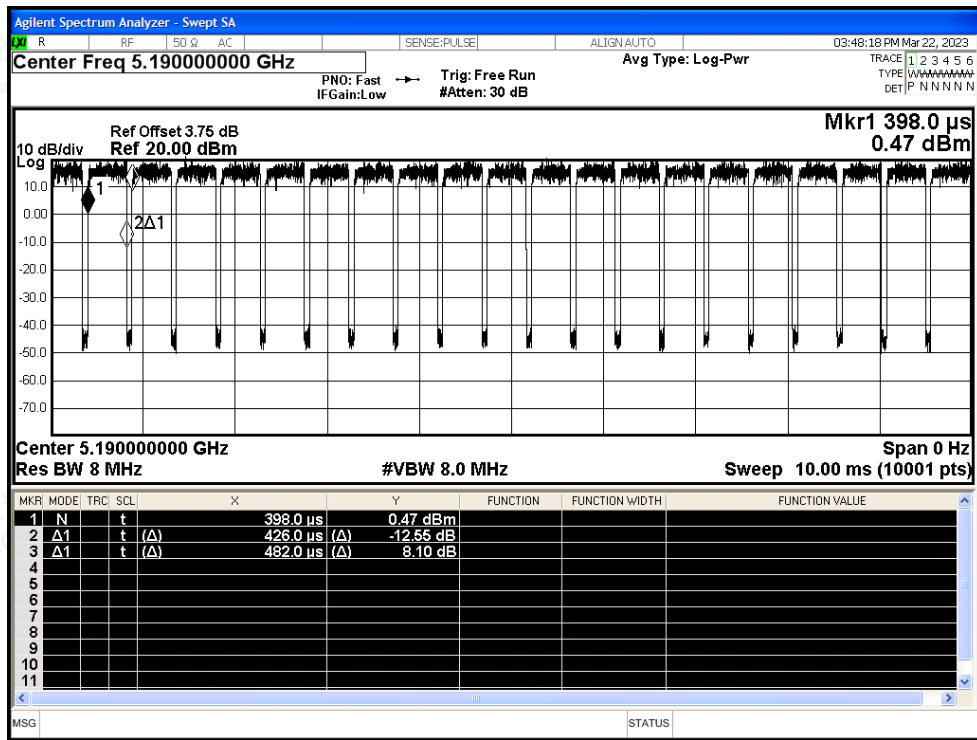 Agilent Spectrum Analyzer - Swept SA
LXI R RF 50 Ω AC SENSE:PULSE ALIGN AUTO 03:48:18 PM Mar 22, 2023
Center Freq 5.190000000 GHz
PNO: Fast
IFGain:Low
Trig: Free Run
#Atten: 30 dB
Avg Type: Log-Pwr
TRACE 1 2 3 4 5 6
TYPE WWWWWW
DET P N N N N N
Mkr1 398.0 µs
0.47 dBm
Ref Offset 3.75 dB
10 dB/div Ref 20.00 dBm
Log
10.0
0.00
-10.0
-20.0
-30.0
-40.0
-50.0
-60.0
-70.0
1
2Δ1
Center 5.190000000 GHz Span 0 Hz
Res BW 8 MHz #VBW 8.0 MHz Sweep 10.00 ms (10001 pts)
MKR MODE TRC SCL X Y FUNCTION FUNCTION WIDTH FUNCTION VALUE
1 N t 398.0 µs 0.47 dBm
2 Δ1 t (Δ) 426.0 µs (Δ) -12.55 dB
3 Δ1 t (Δ) 482.0 µs (Δ) 8.10 dB
4
5
6
7
8
9
10
11
MSG STATUS